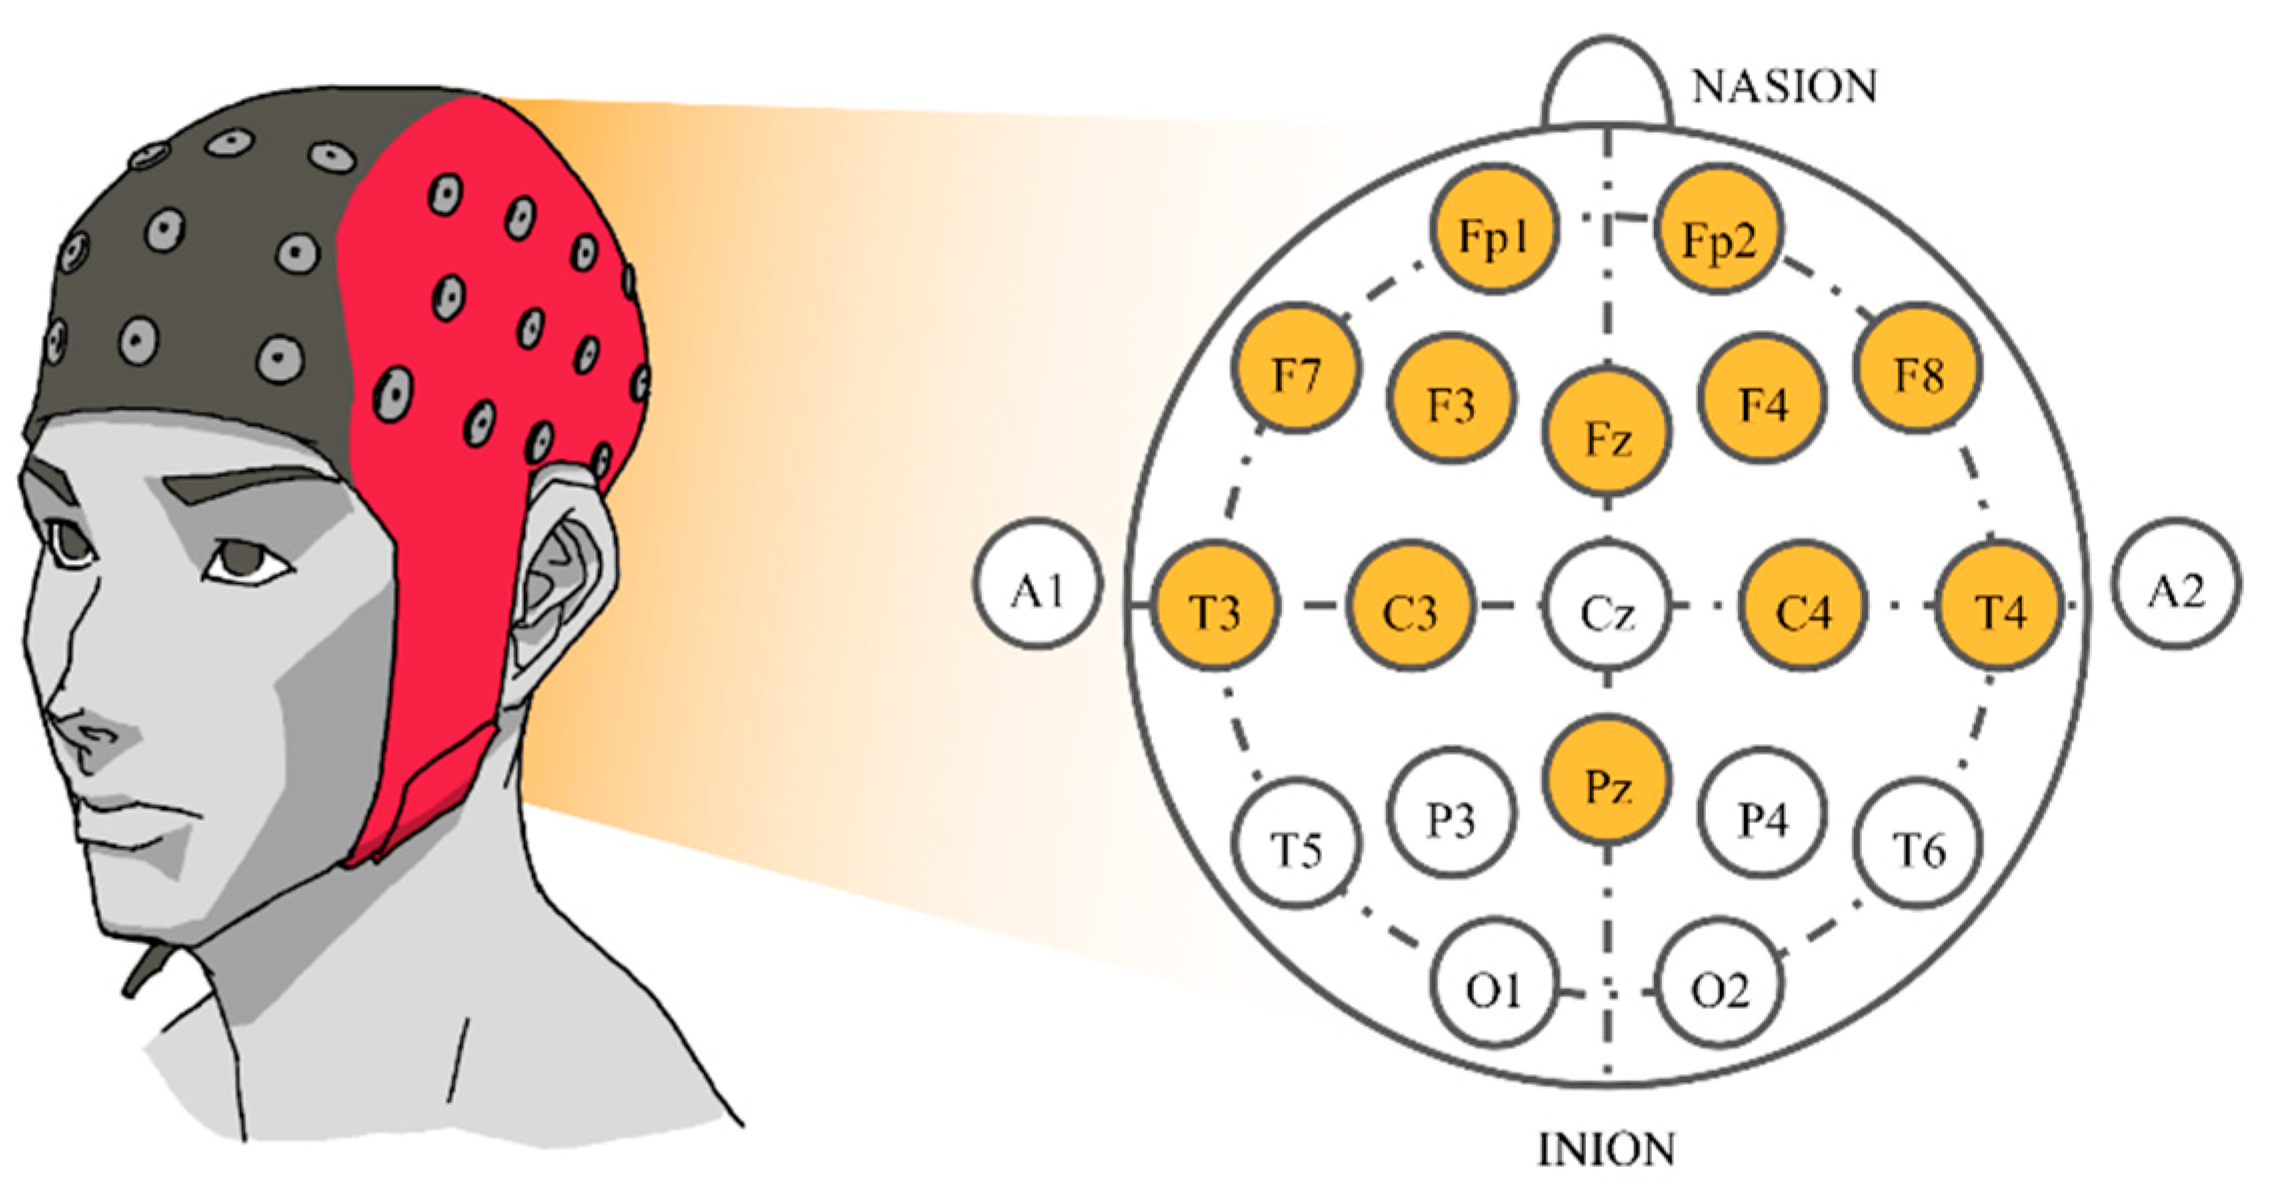 NASION
Fp1 Fp2
F7 F3 Fz F4 F8
A1 T3 C3 Cz C4 T4 A2
T5 P3 Pz P4 T6
O1 O2
INION